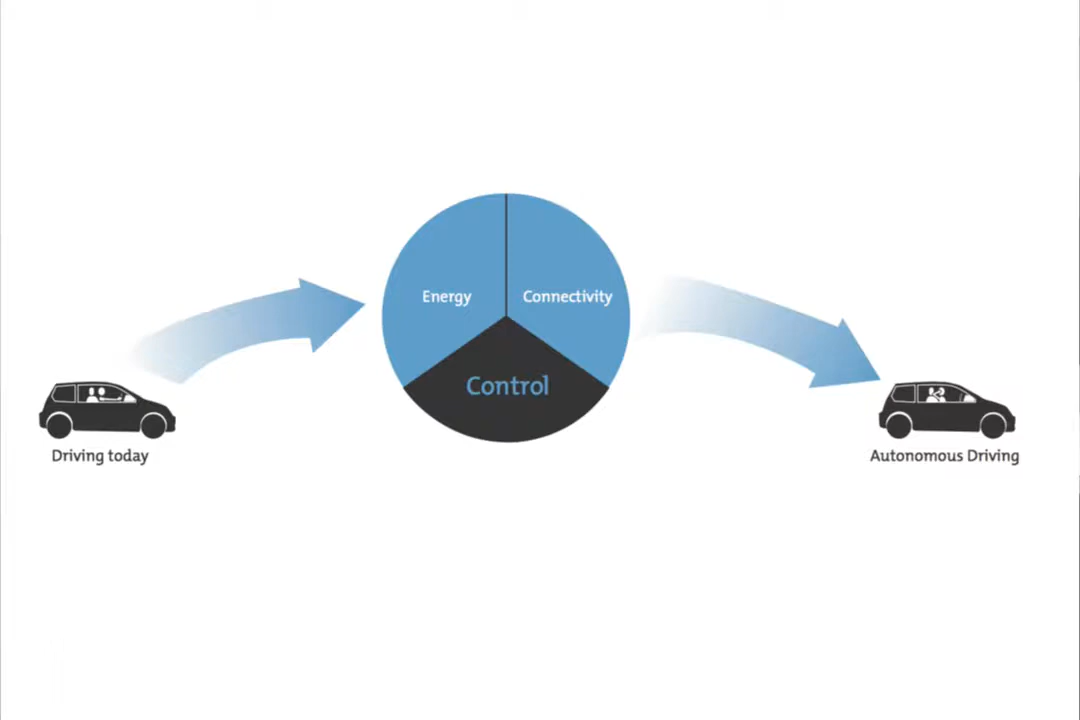 Energy
Connectivity
Control
Driving today
Autonomous Driving